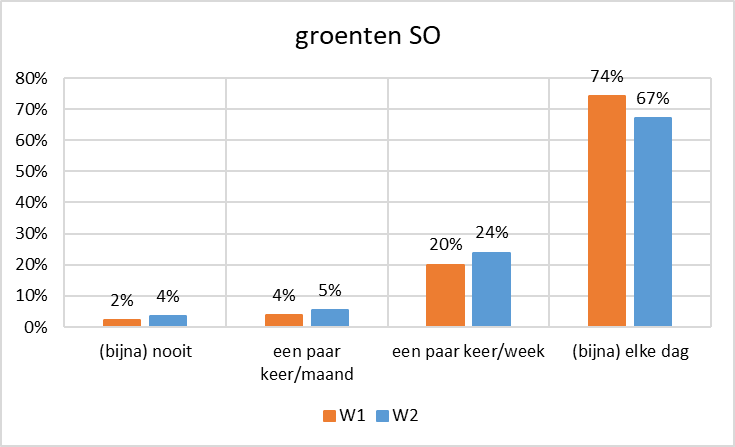 groenten SO
80%
70%
60%
50%
40%
30%
20%
10%
0%
2%
4%
4%
5%
20%
24%
74%
67%
(bijna) nooit
een paar
keer/maand
een paar keer/week
(bijna) elke dag
W1
W2